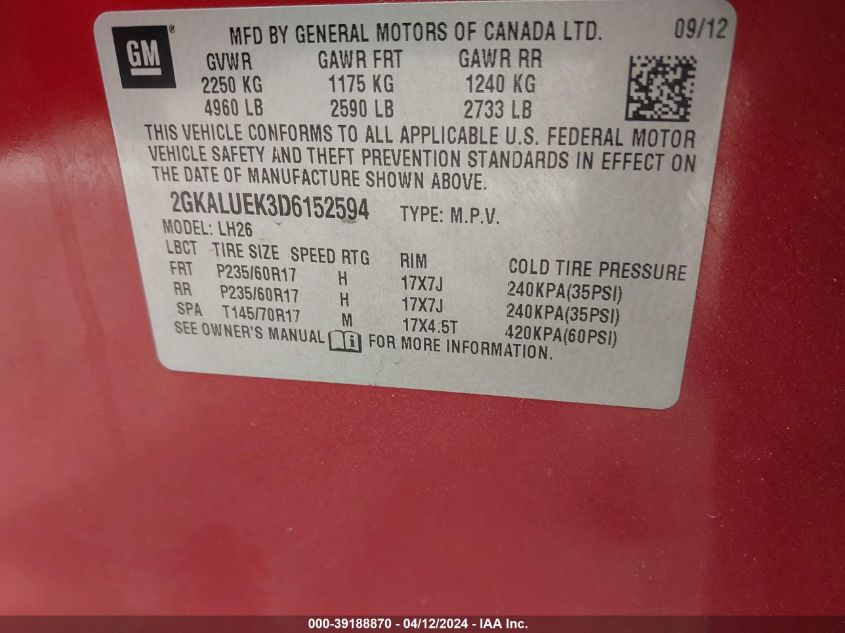 GM ®
MFD BY GENERAL MOTORS OF CANADA LTD. 09/12
GVWR GAWR FRT GAWR RR
2250 KG 1175 KG 1240 KG
4960 LB 2590 LB 2733 LB
THIS VEHICLE CONFORMS TO ALL APPLICABLE U.S. FEDERAL MOTOR
VEHICLE SAFETY AND THEFT PREVENTION STANDARDS IN EFFECT ON
THE DATE OF MANUFACTURE SHOWN ABOVE.
2GKALUEK3D6152594 TYPE: M.P.V.
MODEL: LH26
LBCT TIRE SIZE SPEED RTG RIM COLD TIRE PRESSURE
FRT P235/60R17 H 17X7J 240KPA(35PSI)
RR P235/60R17 H 17X7J 240KPA(35PSI)
SPA T145/70R17 M 17X4.5T 420KPA(60PSI)
SEE OWNER'S MANUAL FOR MORE INFORMATION.
000-39188870 - 04/12/2024 - IAA, Inc.